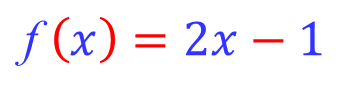 f(x) = 2x − 1